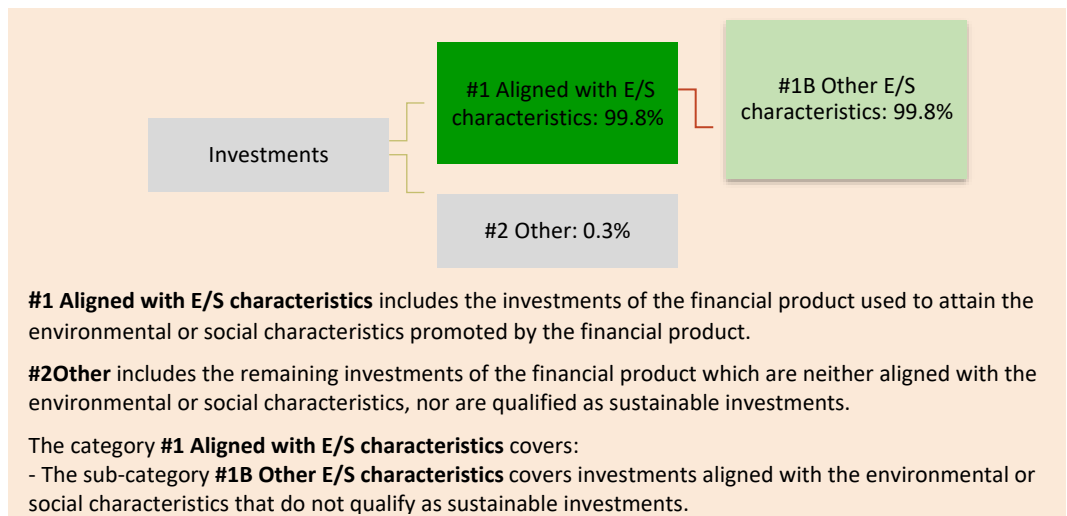 #1 Aligned with E/S
characteristics: 99.8%
#1B Other E/S
characteristics: 99.8%
Investments
#2 Other: 0.3%
#1 Aligned with E/S characteristics includes the investments of the financial product used to attain the
environmental or social characteristics promoted by the financial product.
#2Other includes the remaining investments of the financial product which are neither aligned with the
environmental or social characteristics, nor are qualified as sustainable investments.
The category #1 Aligned with E/S characteristics covers:
- The sub-category #1B Other E/S characteristics covers investments aligned with the environmental or
social characteristics that do not qualify as sustainable investments.